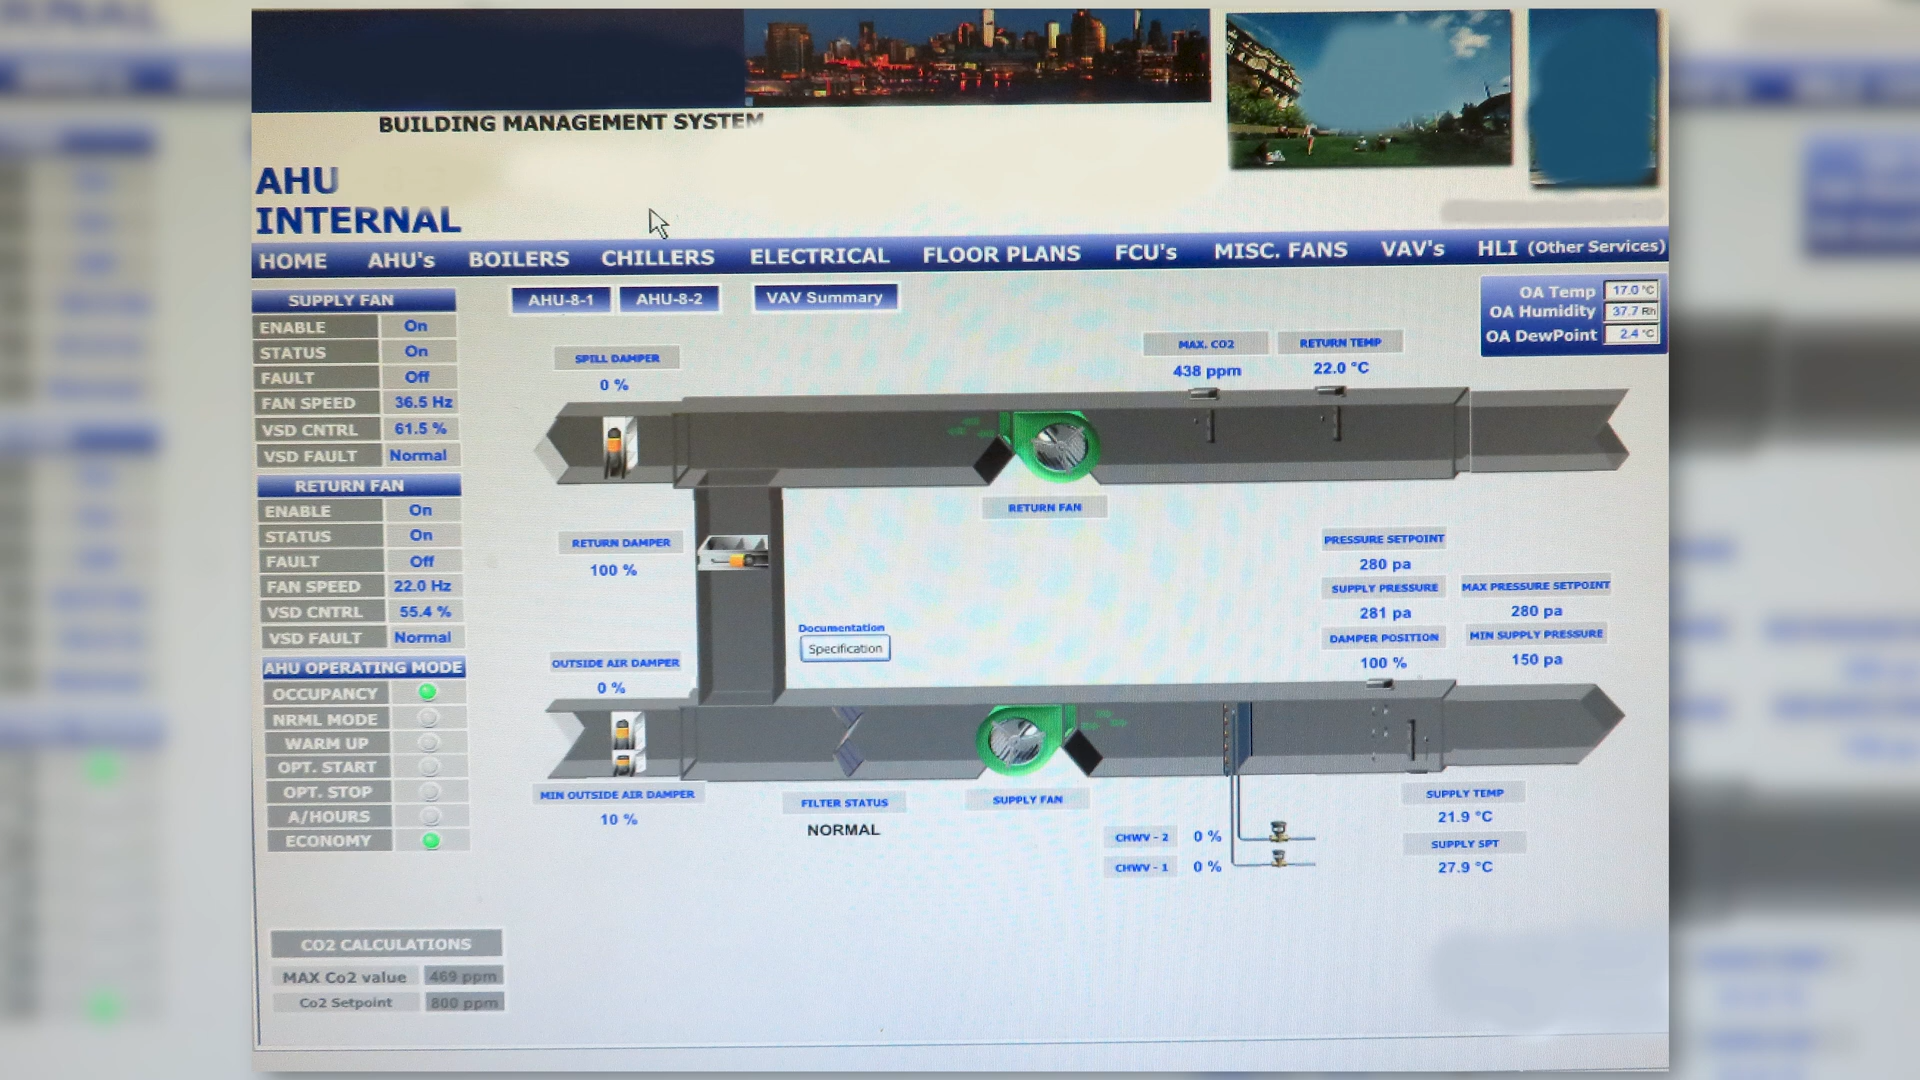 BUILDING MANAGEMENT SYSTEM
AHU
INTERNAL
HOME AHU's BOILERS CHILLERS ELECTRICAL FLOOR PLANS FCU's MISC. FANS VAV's HLI (Other Services)
AHU-8-1 AHU-8-2 VAV Summary
OA Temp 17.0 °C
OA Humidity 37.7 Rh
OA DewPoint 2.4 °C
SUPPLY FAN
ENABLE On
STATUS On
FAULT Off
FAN SPEED 36.5 Hz
VSD CNTRL 61.5 %
VSD FAULT Normal
RETURN FAN
ENABLE On
STATUS On
FAULT Off
FAN SPEED 22.0 Hz
VSD CNTRL 55.4 %
VSD FAULT Normal
AHU OPERATING MODE
OCCUPANCY
NRML MODE
WARM UP
OPT. START
OPT. STOP
A/HOURS
ECONOMY
CO2 CALCULATIONS
MAX Co2 value 469 ppm
Co2 Setpoint 800 ppm
SPILL DAMPER
0 %
MAX. CO2
438 ppm
RETURN TEMP
22.0 °C
RETURN FAN
RETURN DAMPER
100 %
Documentation
Specification
PRESSURE SETPOINT
280 pa
SUPPLY PRESSURE
281 pa
DAMPER POSITION
100 %
MAX PRESSURE SETPOINT
280 pa
MIN SUPPLY PRESSURE
150 pa
OUTSIDE AIR DAMPER
0 %
MIN OUTSIDE AIR DAMPER
10 %
FILTER STATUS
NORMAL
SUPPLY FAN
CHWV - 2 0 %
CHWV - 1 0 %
SUPPLY TEMP
21.9 °C
SUPPLY SPT
27.9 °C